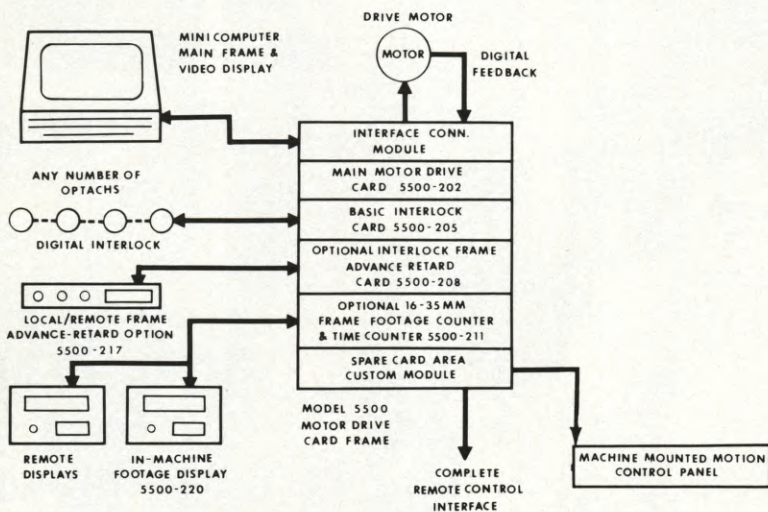 MINICOMPUTER
MAIN FRAME &
VIDEO DISPLAY
DRIVE MOTOR
MOTOR
DIGITAL
FEEDBACK
INTERFACE CONN.
MODULE
MAIN MOTOR DRIVE
CARD 5500-202
BASIC INTERLOCK
CARD 5500-205
OPTIONAL INTERLOCK FRAME
ADVANCE RETARD
CARD 5500-208
OPTIONAL 16-35MM
FRAME FOOTAGE COUNTER
& TIME COUNTER 5500-211
SPARE CARD AREA
CUSTOM MODULE
ANY NUMBER OF
OPTACHS
DIGITAL INTERLOCK
LOCAL/REMOTE FRAME
ADVANCE-RETARD OPTION
5500-217
REMOTE
DISPLAYS
IN-MACHINE
FOOTAGE DISPLAY
5500-220
MODEL 5500
MOTOR DRIVE
CARD FRAME
COMPLETE
REMOTE CONTROL
INTERFACE
MACHINE MOUNTED MOTION
CONTROL PANEL